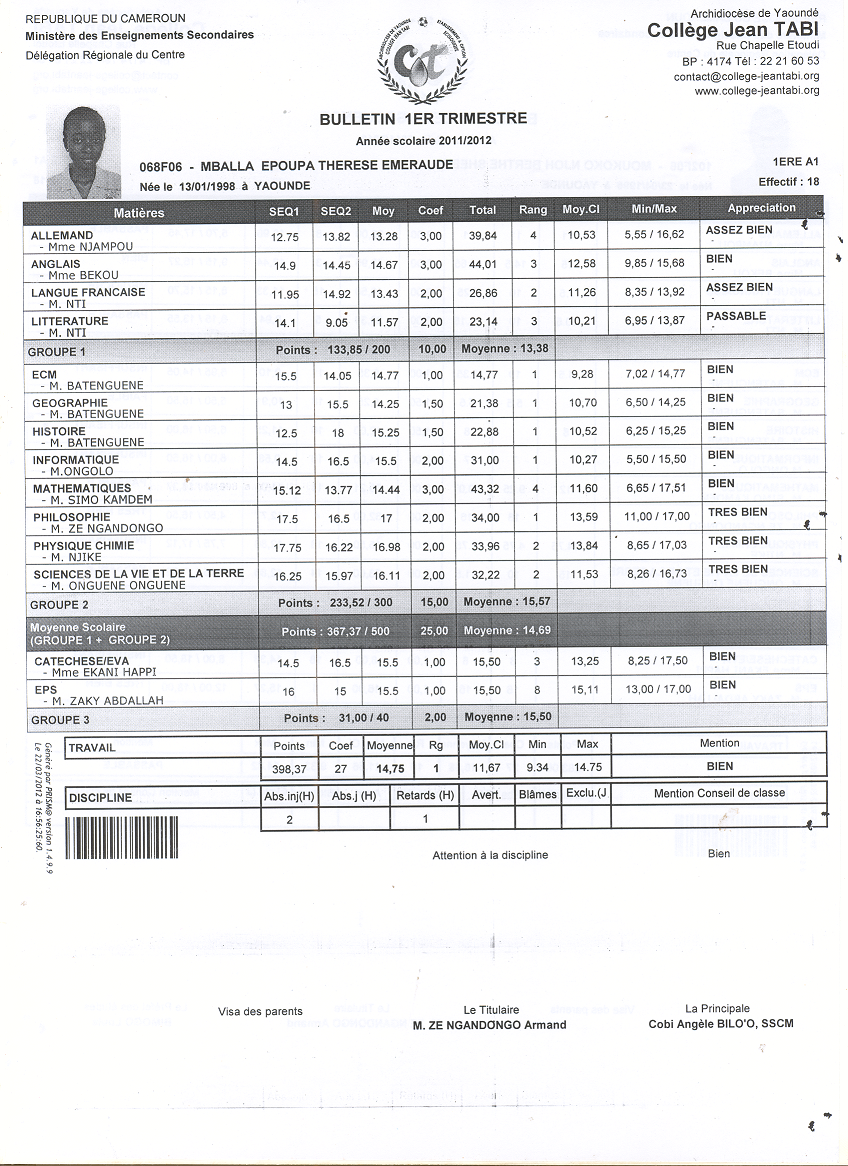 REPUBLIQUE DU CAMEROUN
Ministère des Enseignements Secondaires
Délégation Régionale du Centre
Archidiocèse de Yaoundé
Collège Jean TABI
Rue Chapelle Etoudi
BP : 4174 Tél : 22 21 60 53
contact@college-jeantabi.org
www.college-jeantabi.org
BULLETIN 1ER TRIMESTRE
Année scolaire 2011/2012
068F06 - MBALLA EPOUPA THERESE EMERAUDE 1ERE A1
Née le 13/01/1998 à YAOUNDE Effectif : 18
Matières SEQ1 SEQ2 Moy Coef Total Rang Moy.Cl Min/Max Appreciation
ALLEMAND 12.75 13.82 13.28 3,00 39,84 4 10,53 5,55 / 16,62 ASSEZ BIEN
- Mme NJAMPOU -
ANGLAIS 14.9 14.45 14.67 3,00 44,01 3 12,58 9,85 / 15,68 BIEN
- Mme BEKOU -
LANGUE FRANCAISE 11.95 14.92 13.43 2,00 26,86 2 11,26 8,35 / 13,92 ASSEZ BIEN
- M. NTI -
LITTERATURE 14.1 9.05 11.57 2,00 23,14 3 10,21 6,95 / 13,87 PASSABLE
- M. NTI -
GROUPE 1 Points : 133,85 / 200 10,00 Moyenne : 13,38
ECM 15.5 14.05 14.77 1,00 14,77 1 9,28 7,02 / 14,77 BIEN
- M. BATENGUENE -
GEOGRAPHIE 13 15.5 14.25 1,50 21,38 1 10,70 6,50 / 14,25 BIEN
- M. BATENGUENE -
HISTOIRE 12.5 18 15.25 1,50 22,88 1 10,52 6,25 / 15,25 BIEN
- M. BATENGUENE -
INFORMATIQUE 14.5 16.5 15.5 2,00 31,00 1 10,27 5,50 / 15,50 BIEN
- M.ONGOLO -
MATHEMATIQUES 15.12 13.77 14.44 3,00 43,32 4 11,60 6,65 / 17,51 BIEN
- M. SIMO KAMDEM -
PHILOSOPHIE 17.5 16.5 17 2,00 34,00 1 13,59 11,00 / 17,00 TRES BIEN
- M. ZE NGANDONGO -
PHYSIQUE CHIMIE 17.75 16.22 16.98 2,00 33,96 2 13,84 8,65 / 17,03 TRES BIEN
- M. NJIKE -
SCIENCES DE LA VIE ET DE LA TERRE 16.25 15.97 16.11 2,00 32,22 2 11,53 8,26 / 16,73 TRES BIEN
- M. ONGUENE ONGUENE -
GROUPE 2 Points : 233,52 / 300 15,00 Moyenne : 15,57
Moyenne Scolaire
(GROUPE 1 + GROUPE 2) Points : 367,37 / 500 25,00 Moyenne : 14,69
CATECHESE/EVA 14.5 16.5 15.5 1,00 15,50 3 13,25 8,25 / 17,50 BIEN
- Mme EKANI HAPPI -
EPS 16 15 15.5 1,00 15,50 8 15,11 13,00 / 17,00 BIEN
- M. ZAKY ABDALLAH -
GROUPE 3 Points : 31,00 / 40 2,00 Moyenne : 15,50
TRAVAIL Points Coef Moyenne Rg Moy.Cl Min Max Mention
398,37 27 14,75 1 11,67 9.34 14.75 BIEN
DISCIPLINE Abs.inj(H) Abs.j (H) Retards (H) Avert. Blâmes Exclu.(J Mention Conseil de classe
2 1
Généré par PRISM@ version 1.4.9.9
Le 22/03/2012 à 16:56:25:60.
Attention à la discipline Bien
Visa des parents Le Titulaire La Principale
M. ZE NGANDONGO Armand Cobi Angèle BILO'O, SSCM